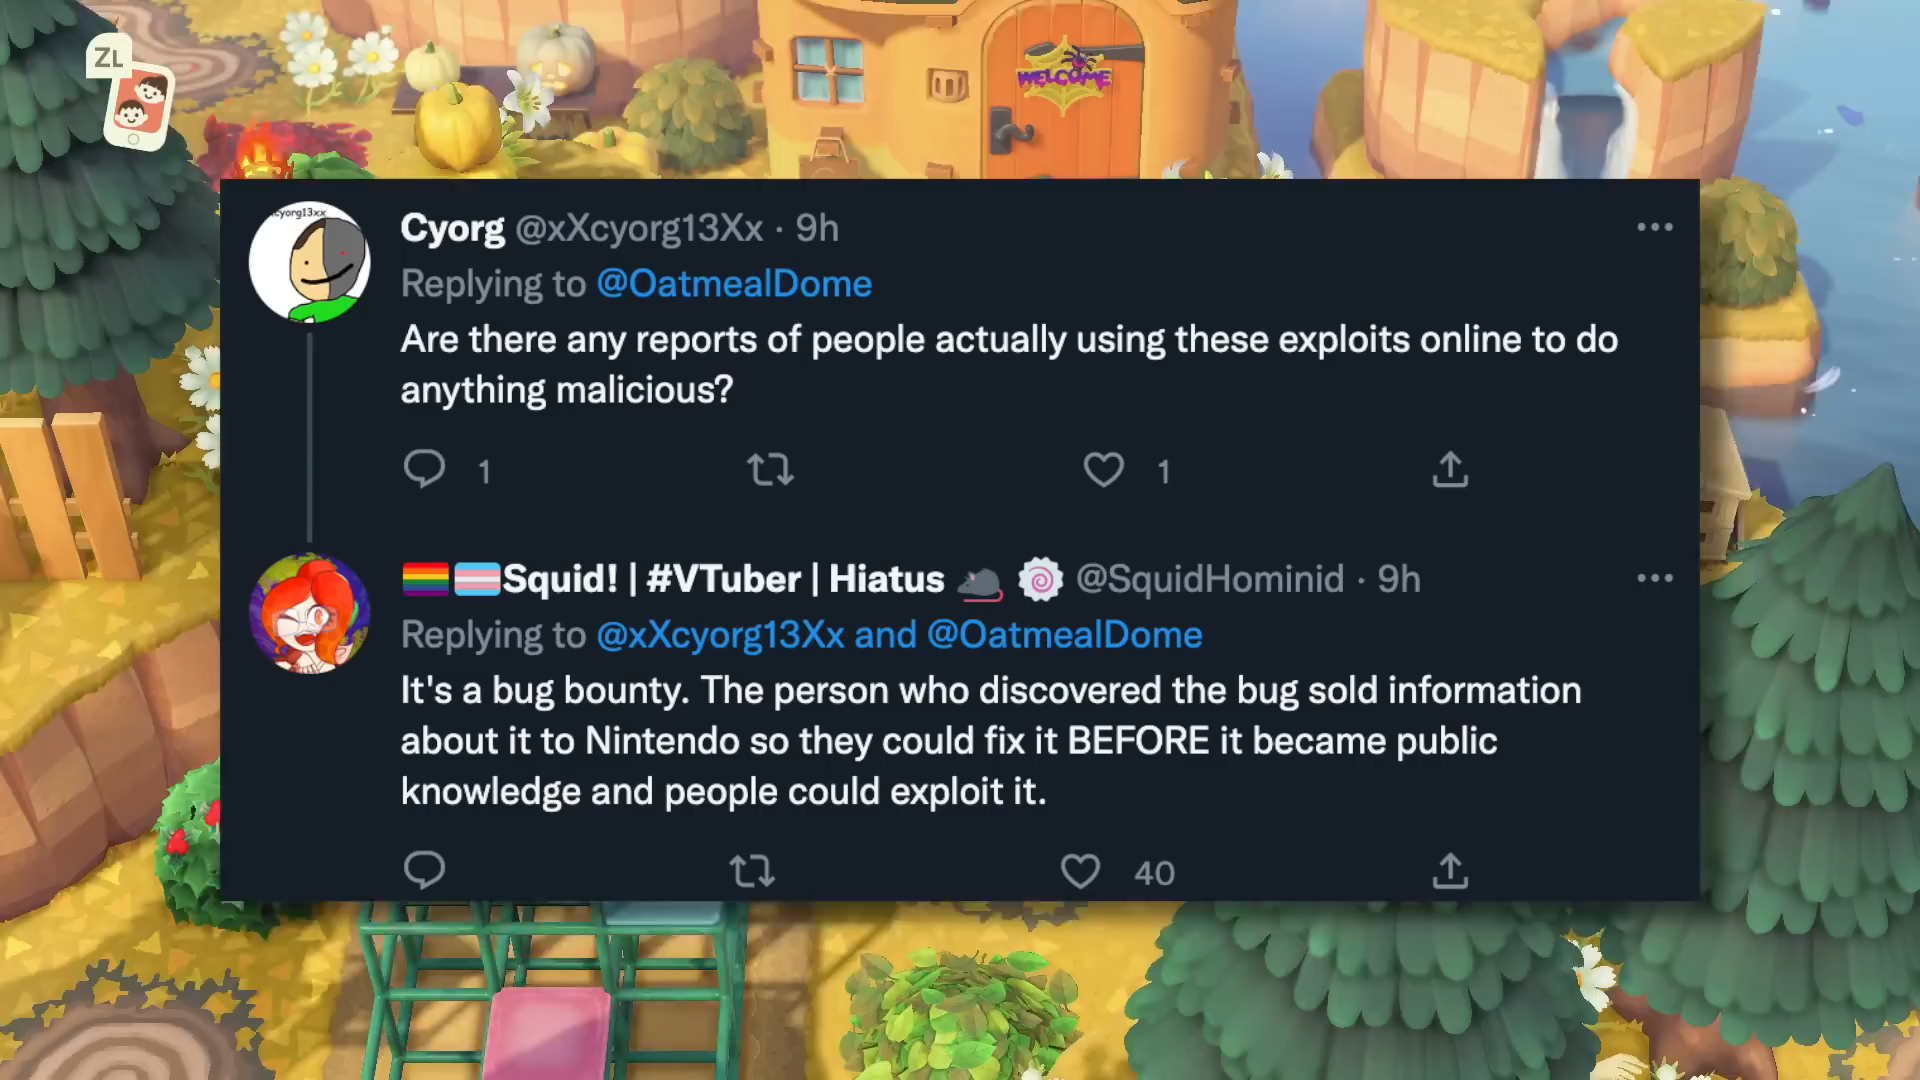 ZL
WELCOME
cyorg13xx
Cyorg @xXcyorg13Xx · 9h
Replying to @OatmealDome
Are there any reports of people actually using these exploits online to do
anything malicious?
1 1
🏳️‍🌈🏳️‍⚧️Squid! | #VTuber | Hiatus 🐀 🍥 @SquidHominid · 9h
Replying to @xXcyorg13Xx and @OatmealDome
It's a bug bounty. The person who discovered the bug sold information
about it to Nintendo so they could fix it BEFORE it became public
knowledge and people could exploit it.
40